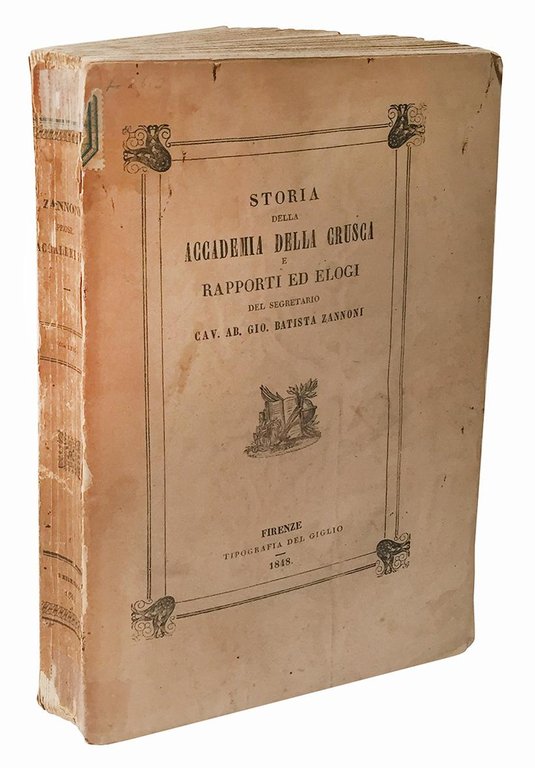 STORIA
DELLA
ACCADEMIA DELLA CRUSCA
E
RAPPORTI ED ELOGI
DEL SEGRETARIO
CAV. AB. GIO. BATISTA ZANNONI
FIRENZE
TIPOGRAFIA DEL GIGLIO
1848.
ZANNONI